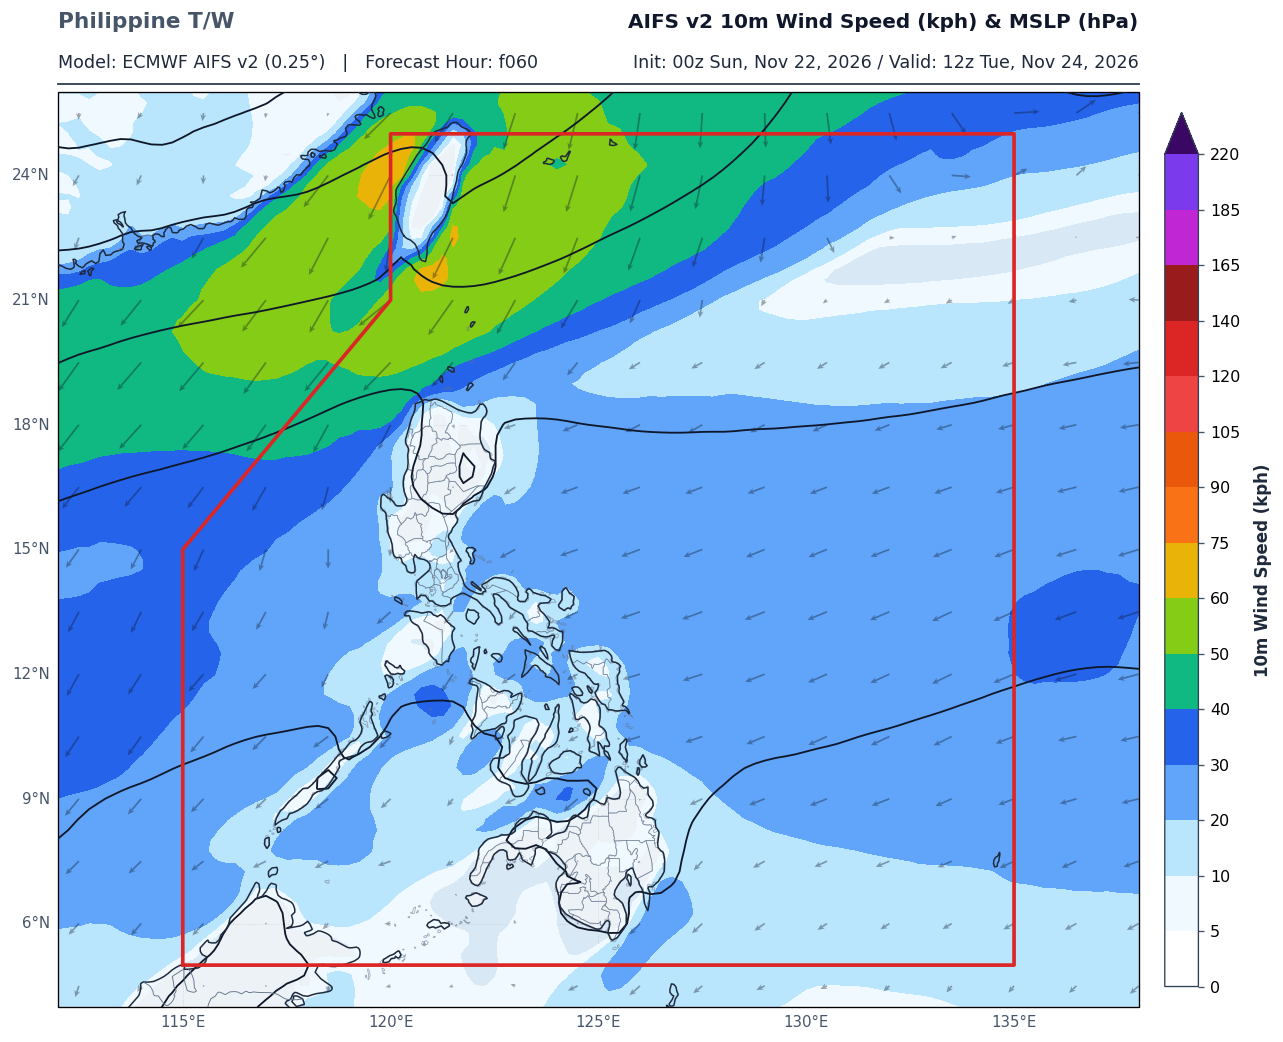 Philippine T/W
AIFS v2 10m Wind Speed (kph) & MSLP (hPa)
Model: ECMWF AIFS v2 (0.25°) | Forecast Hour: f060
Init: 00z Sun, Nov 22, 2026 / Valid: 12z Tue, Nov 24, 2026
24°N
21°N
18°N
15°N
12°N
9°N
6°N
115°E
120°E
125°E
130°E
135°E
220
185
165
140
120
105
90
75
60
50
40
30
20
10
5
0
10m Wind Speed (kph)